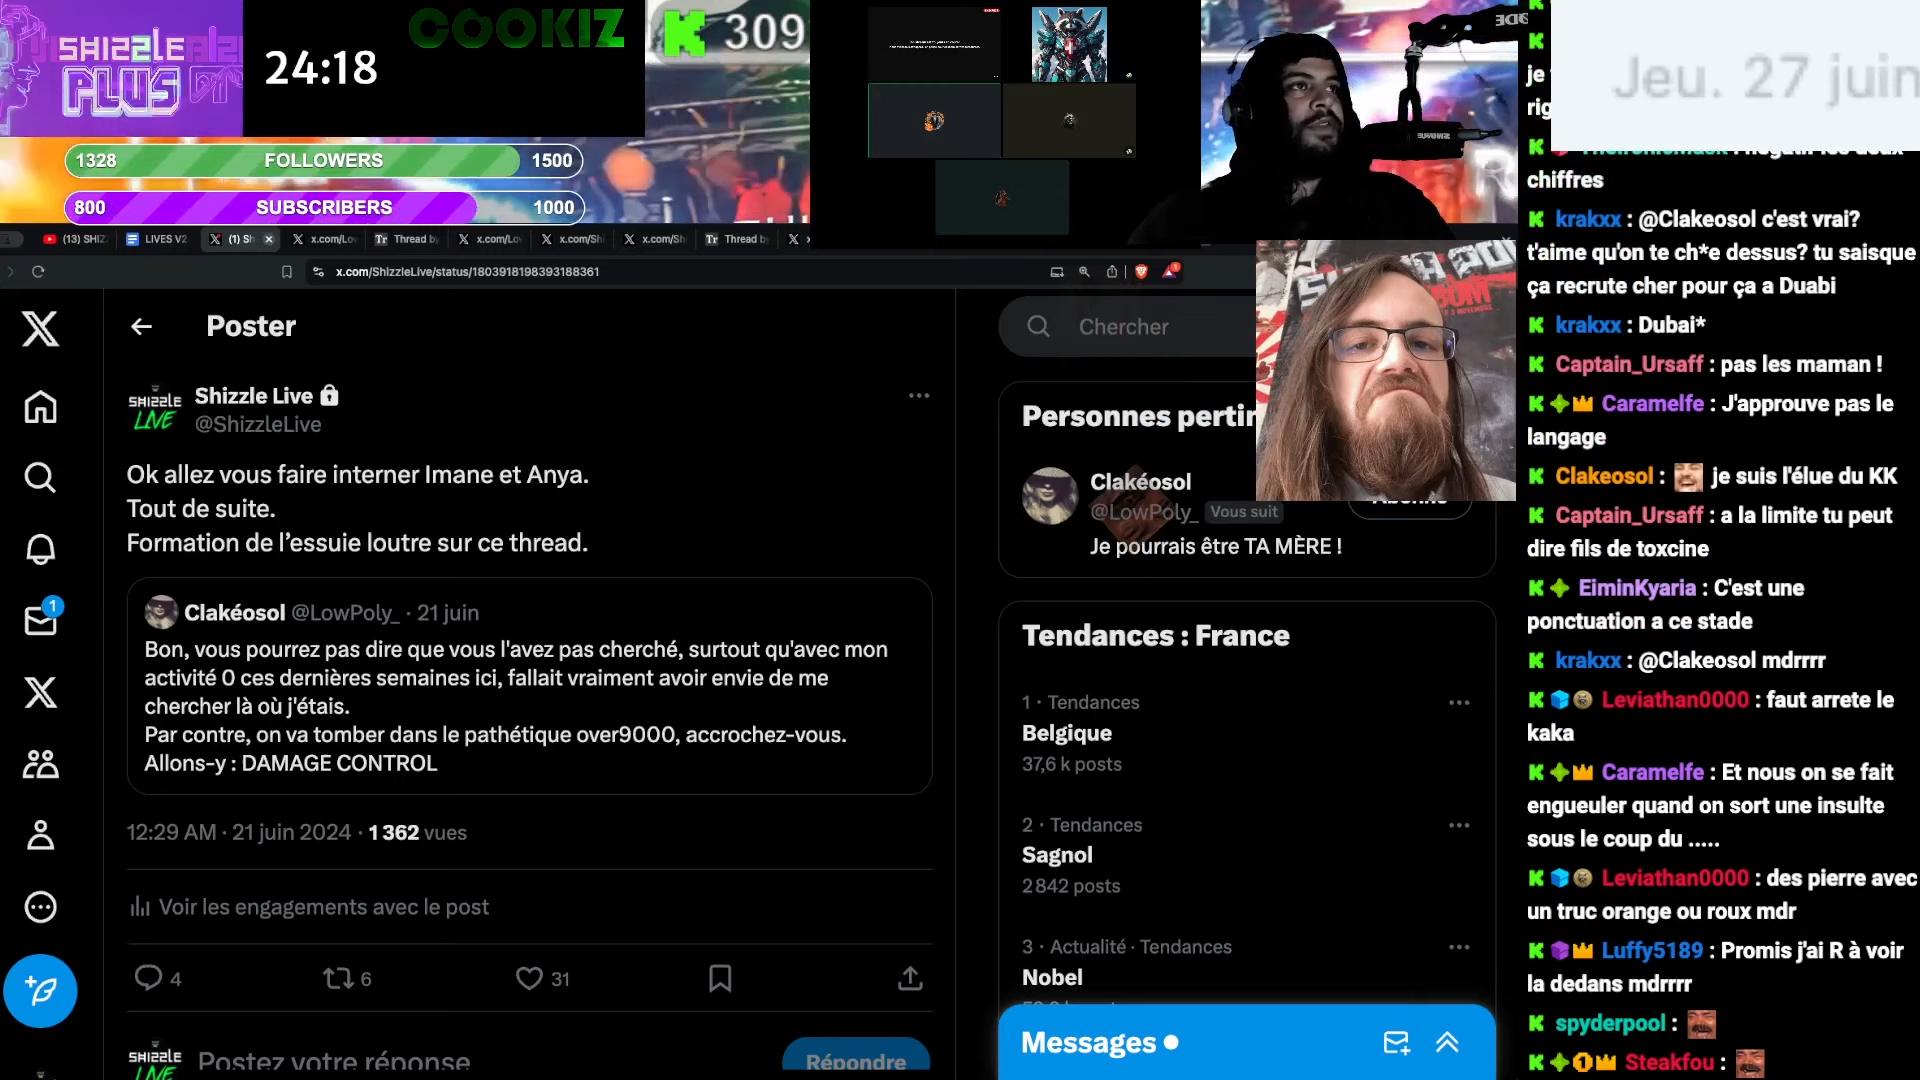 SHIZZLE
PLUS
24:18
COOKIZ
309
1328 FOLLOWERS 1500
800 SUBSCRIBERS 1000
(13) SHIZ
LIVES V2
(1) Sh
x.com/Lov
Thread by
x.com/Lov
x.com/Shi
x.com/Sh
Thread by
x.com/ShizzleLive/status/1803918198393188361
Poster
Shizzle Live
@ShizzleLive
Ok allez vous faire interner Imane et Anya.
Tout de suite.
Formation de l’essuie loutre sur ce thread.
Clakéosol @LowPoly_ · 21 juin
Bon, vous pourrez pas dire que vous l'avez pas cherché, surtout qu'avec mon
activité 0 ces dernières semaines ici, fallait vraiment avoir envie de me
chercher là où j'étais.
Par contre, on va tomber dans le pathétique over9000, accrochez-vous.
Allons-y : DAMAGE CONTROL
12:29 AM · 21 juin 2024 · 1 362 vues
Voir les engagements avec le post
4
6
31
SHIZZLE
LIVE
Postez votre réponse
Répondre
1
Chercher
Personnes pertin
Clakéosol
@LowPoly_ Vous suit
Je pourrais être TA MÈRE !
Tendances : France
1 · Tendances
Belgique
37,6 k posts
2 · Tendances
Sagnol
2 842 posts
3 · Actualité · Tendances
Nobel
Messages
Jeu. 27 juin
chiffres
krakxx : @Clakeosol c'est vrai?
t'aime qu'on te ch*e dessus? tu saisque
ça recrute cher pour ça a Duabi
krakxx : Dubai*
Captain_Ursaff : pas les maman !
Caramelfe : J'approuve pas le
langage
Clakeosol : je suis l'élue du KK
Captain_Ursaff : a la limite tu peut
dire fils de toxcine
EiminKyaria : C'est une
ponctuation a ce stade
krakxx : @Clakeosol mdrrrr
Leviathan0000 : faut arrete le
kaka
Caramelfe : Et nous on se fait
engueuler quand on sort une insulte
sous le coup du .....
Leviathan0000 : des pierre avec
un truc orange ou roux mdr
Luffy5189 : Promis j'ai R à voir
la dedans mdrrrr
spyderpool :
Steakfou :